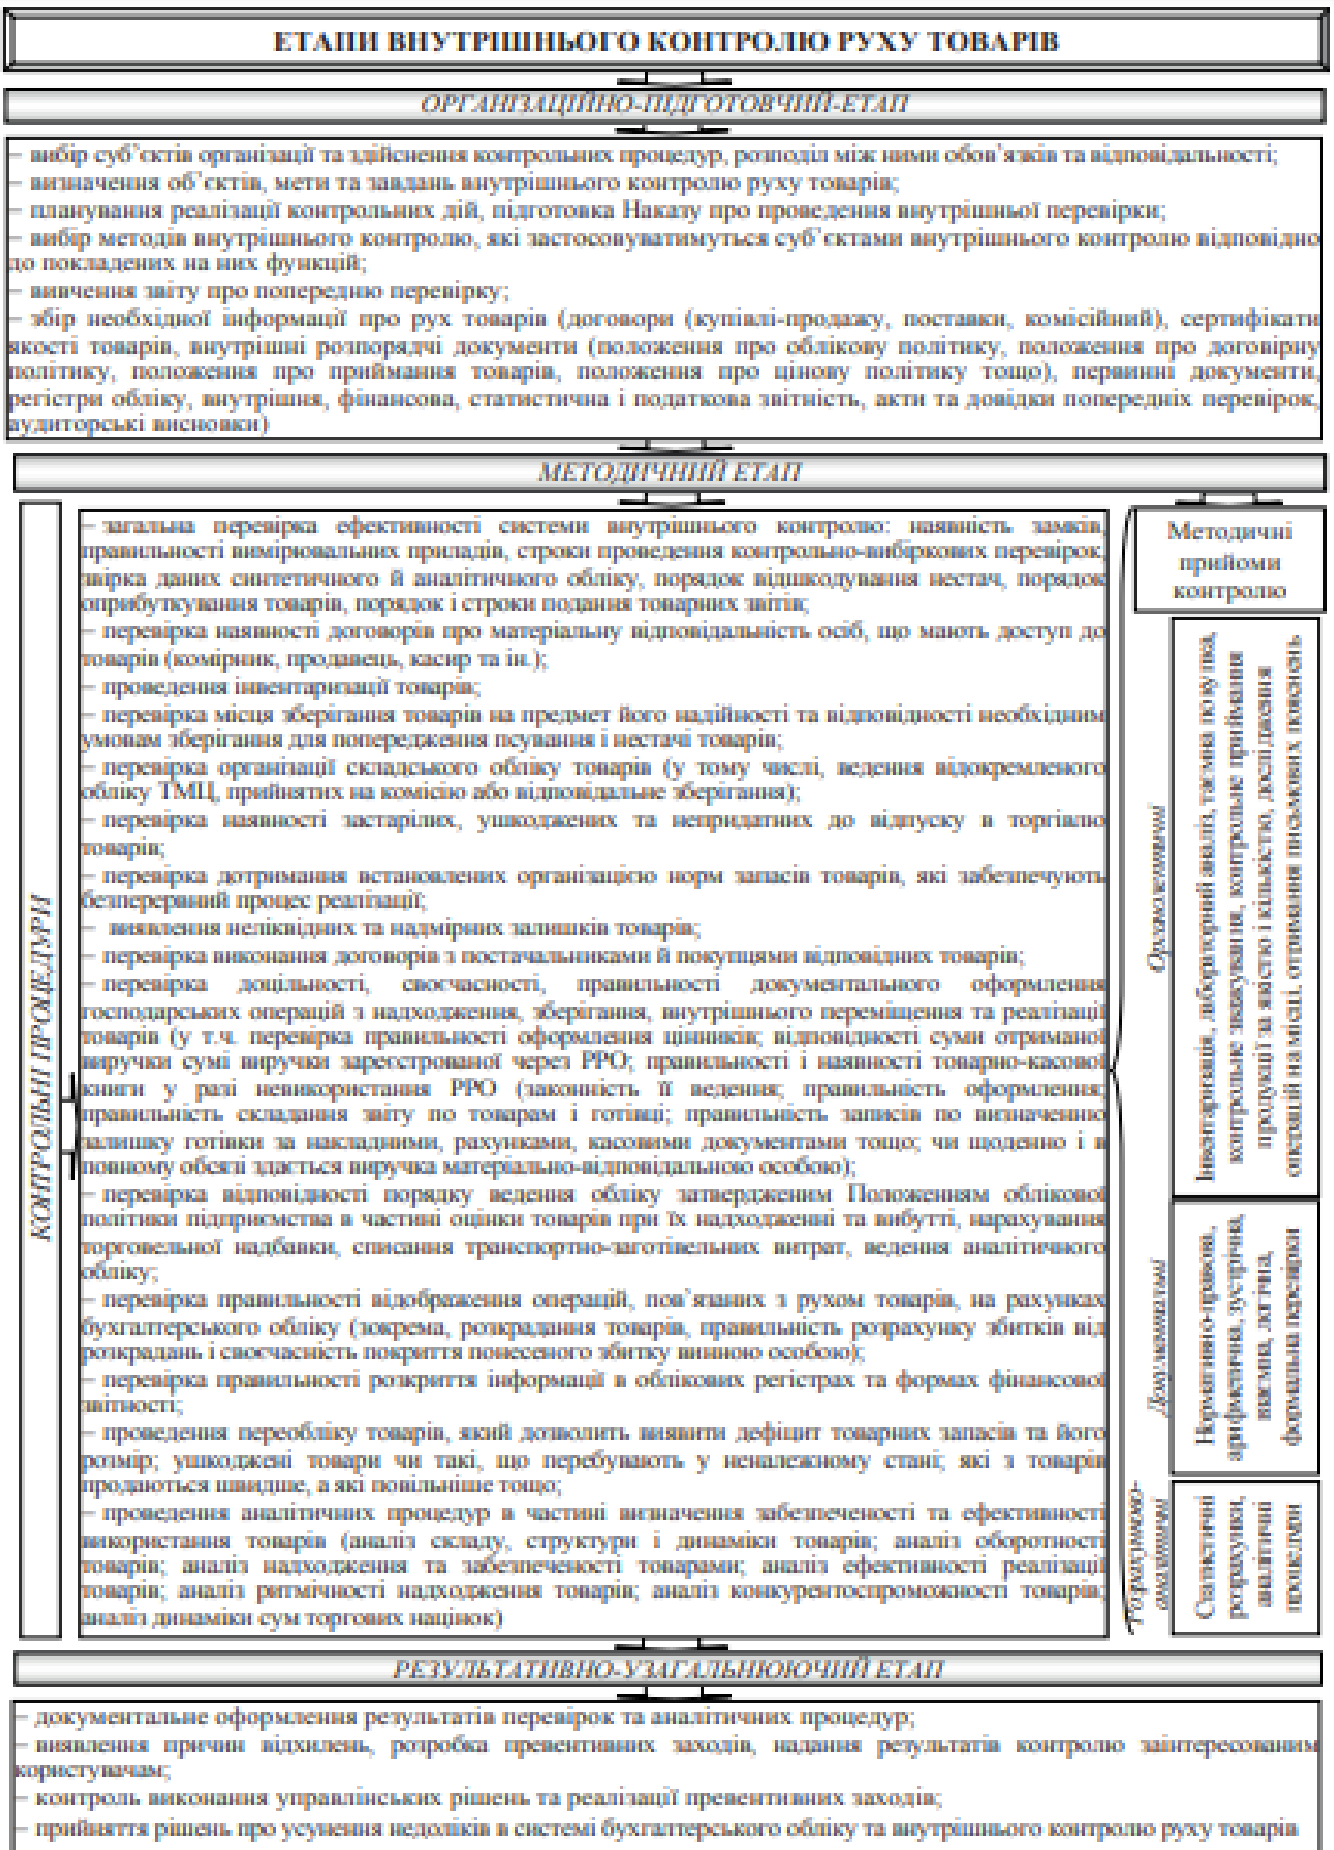 ЕТАПИ ВНУТРІШНЬОГО КОНТРОЛЮ РУХУ ТОВАРІВ
ОРГАНІЗАЦІЙНО-ПІДГОТОВЧИЙ-ЕТАП
– вибір суб’єктів організації та здійснення контрольних процедур, розподіл між ними обов’язків та відповідальності;
– визначення об’єктів, мети та завдань внутрішнього контролю руху товарів;
– планування реалізації контрольних дій, підготовка Наказу про проведення внутрішньої перевірки;
– вибір методів внутрішнього контролю, які застосовуватимуться суб’єктами внутрішнього контролю відповідно
до покладених на них функцій;
– вивчення звіту про попередню перевірку;
– збір необхідної інформації про рух товарів (договори (купівлі-продажу, поставки, комісійний), сертифікати
якості товарів, внутрішні розпорядчі документи (положення про облікову політику, положення про договірну
політику, положення про приймання товарів, положення про цінову політику тощо), первинні документи,
регістри обліку, внутрішня, фінансова, статистична і податкова звітність, акти та довідки попередніх перевірок,
аудиторські висновки)
МЕТОДИЧНИЙ ЕТАП
КОНТРОЛЬНІ ПРОЦЕДУРИ
– загальна перевірка ефективності системи внутрішнього контролю: наявність замків,
правильності вимірювальних приладів, строки проведення контрольно-вибіркових перевірок,
звірка даних синтетичного й аналітичного обліку, порядок відшкодування нестач, порядок
оприбуткування товарів, порядок і строки подання товарних звітів;
– перевірка наявності договорів про матеріальну відповідальність осіб, що мають доступ до
товарів (комірник, продавець, касир та ін.);
– проведення інвентаризації товарів;
– перевірка місця зберігання товарів на предмет його надійності та відповідності необхідним
умовам зберігання для попередження псування і нестачі товарів;
– перевірка організації складського обліку товарів (у тому числі, ведення відокремленого
обліку ТМЦ, прийнятих на комісію або відповідальне зберігання);
– перевірка наявності застарілих, ушкоджених та непридатних до відпуску в торгівлю
товарів;
– перевірка дотримання встановлених організацією норм запасів товарів, які забезпечують
безперервний процес реалізації;
– виявлення неліквідних та надмірних залишків товарів;
– перевірка виконання договорів з постачальниками й покупцями відповідних товарів;
– перевірка доцільності, своєчасності, правильності документального оформлення
господарських операцій з надходження, зберігання, внутрішнього переміщення та реалізації
товарів (у т.ч. перевірка правильності оформлення цінників; відповідності суми отриманої
виручки сумі виручки зареєстрованої через РРО; правильності і наявності товарно-касової
книги у разі невикористання РРО (законність її ведення; правильність оформлення;
правильність складання звіту по товарам і готівці; правильність записів по визначенню
залишку готівки за накладними, рахунками, касовими документами тощо; чи щоденно і в
повному обсязі здається виручка матеріально-відповідальною особою);
– перевірка відповідності порядку ведення обліку затвердженим Положенням облікової
політики підприємства в частині оцінки товарів при їх надходженні та вибутті, нарахування
торговельної надбавки, списання транспортно-заготівельних витрат, ведення аналітичного
обліку;
– перевірка правильності відображення операцій, пов’язаних з рухом товарів, на рахунках
бухгалтерського обліку (зокрема, розкрадання товарів, правильність розрахунку збитків від
розкрадань і своєчасність покриття понесеного збитку винною особою);
– перевірка правильності розкриття інформації в облікових регістрах та формах фінансової
звітності;
– проведення переобліку товарів, який дозволить виявити дефіцит товарних запасів та його
розмір; ушкоджені товари чи такі, що перебувають у неналежному стані; які з товарів
продаються швидше, а які повільніше тощо;
– проведення аналітичних процедур в частині визначення забезпеченості та ефективності
використання товарів (аналіз складу, структури і динаміки товарів; аналіз оборотності
товарів; аналіз надходження та забезпеченості товарами; аналіз ефективності реалізації
товарів; аналіз ритмічності надходження товарів; аналіз конкурентоспроможності товарів;
аналіз динаміки сум торгових націнок)
Методичні
прийоми
контролю
Органолептичні
Інвентаризація, лабораторний аналіз, таємна покупка,
контрольне зважування, контрольне приймання
продукції за якістю і кількістю, дослідження
операцій на місці, отримання письмових пояснень
Документальні
Нормативно-правова,
арифметична, зустрічна,
взаємна, логічна,
формальна перевірки
Розрахунково-
аналітичні
Статистичні
розрахунки,
аналітичні
процедури
РЕЗУЛЬТАТИВНО-УЗАГАЛЬНЮЮЧИЙ ЕТАП
– документальне оформлення результатів перевірок та аналітичних процедур;
– виявлення причин відхилень, розробка превентивних заходів, надання результатів контролю заінтересованим
користувачам;
– контроль виконання управлінських рішень та реалізації превентивних заходів;
– прийняття рішень про усунення недоліків в системі бухгалтерського обліку та внутрішнього контролю руху товарів